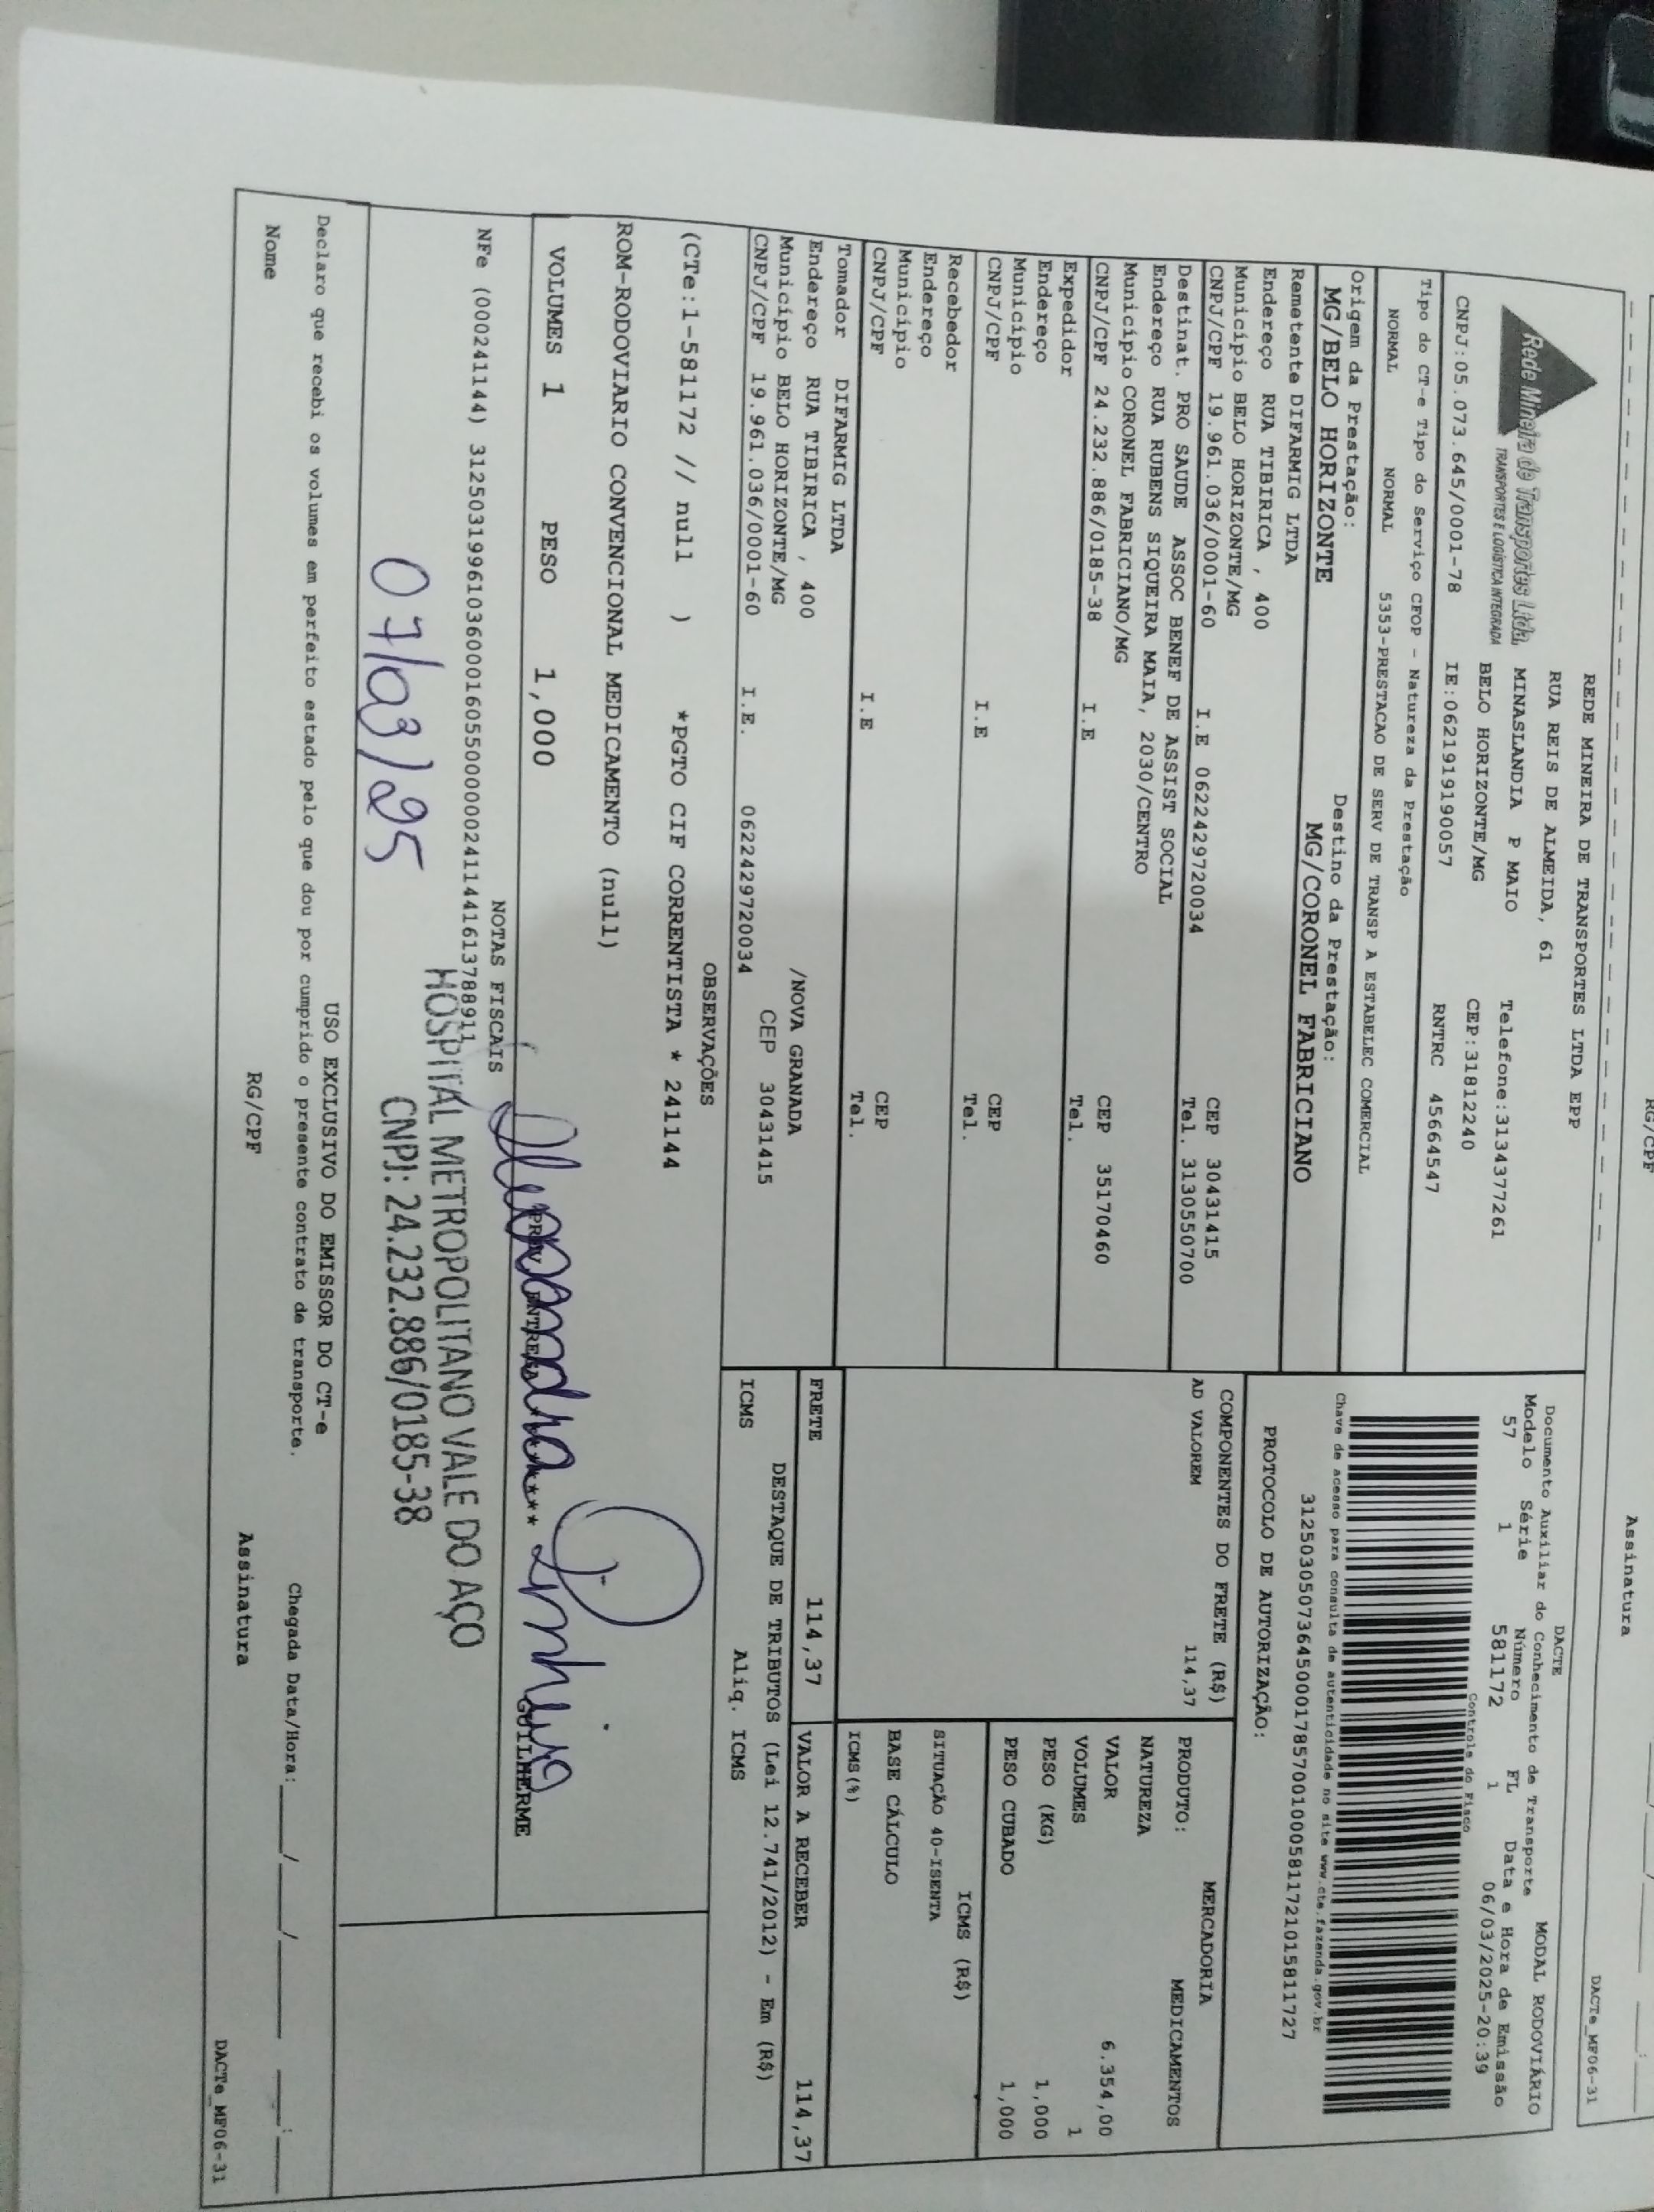 RG/CPF
Assinatura
DACTe_MF06-31
Rede Mineira de Transportes Ltda.
TRANSPORTES E LOGÍSTICA INTEGRADA
REDE MINEIRA DE TRANSPORTES LTDA EPP
RUA REIS DE ALMEIDA, 61
MINASLANDIA P MAIO Telefone:3134377261
BELO HORIZONTE/MG CEP:31812240
CNPJ:05.073.645/0001-78 IE:0621919190057 RNTRC 45664547
DACTE
Documento Auxiliar do Conhecimento de Transporte MODAL RODOVIÁRIO
Modelo Série Número FL Data e Hora de Emissão
57 1 581172 1 06/03/2025-20:39
Controle do Fisco
Tipo do CT-e Tipo do Serviço CFOP - Natureza da Prestação
NORMAL NORMAL 5353-PRESTACAO DE SERV DE TRANSP A ESTABELEC COMERCIAL
Chave de acesso para consulta de autenticidade no site www.cte.fazenda.gov.br
31250305073645000178570010005811721015811727
Origem da Prestação: Destino da Prestação:
MG/BELO HORIZONTE MG/CORONEL FABRICIANO
PROTOCOLO DE AUTORIZAÇÃO:
Remetente DIFARMIG LTDA
Endereço RUA TIBIRICA , 400
Município BELO HORIZONTE/MG CEP 30431415
CNPJ/CPF 19.961.036/0001-60 I.E 0622429720034 Tel. 3130550700
Destinat. PRO SAUDE ASSOC BENEF DE ASSIST SOCIAL
Endereço RUA RUBENS SIQUEIRA MAIA, 2030/CENTRO
Município CORONEL FABRICIANO/MG CEP 35170460
CNPJ/CPF 24.232.886/0185-38 I.E Tel.
Expedidor
Endereço
Município CEP
CNPJ/CPF I.E Tel.
Recebedor
Endereço
Município CEP
CNPJ/CPF I.E Tel.
Tomador DIFARMIG LTDA
Endereço RUA TIBIRICA , 400 /NOVA GRANADA
Município BELO HORIZONTE/MG CEP 30431415
CNPJ/CPF 19.961.036/0001-60 I.E. 0622429720034
COMPONENTES DO FRETE (R$)
AD VALOREM 114,37
MERCADORIA
PRODUTO: MEDICAMENTOS
NATUREZA
VALOR 6.354,00
VOLUMES 1
PESO (KG) 1,000
PESO CUBADO 1,000
ICMS (R$)
SITUAÇÃO 40-ISENTA
BASE CÁLCULO
ICMS(%)
FRETE 114,37 VALOR A RECEBER 114,37
DESTAQUE DE TRIBUTOS (Lei 12.741/2012) - Em (R$)
ICMS Aliq. ICMS
OBSERVAÇÕES
(CTe:1-581172 // null ) *PGTO CIF CORRENTISTA * 241144
ROM-RODOVIARIO CONVENCIONAL MEDICAMENTO (null)
VOLUMES 1 PESO 1,000 PREV. ENTREGA GUILHERME
NOTAS FISCAIS
NFe (000241144) 31250319961036000160550000002411441613788911
HOSPITAL METROPOLITANO VALE DO AÇO
CNPJ: 24.232.886/0185-38
07/03/25
USO EXCLUSIVO DO EMISSOR DO CT-e
Declaro que recebi os volumes em perfeito estado pelo que dou por cumprido o presente contrato de transporte. Chegada Data/Hora:____/____/______ ___:___
Nome RG/CPF Assinatura
DACTe_MF06-31